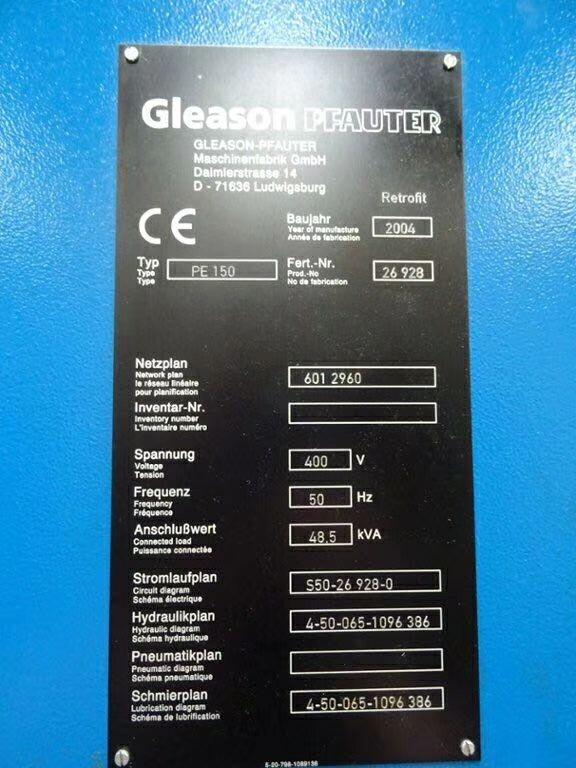 Gleason PFAUTER
GLEASON-PFAUTER
Maschinenfabrik GmbH
Daimlerstrasse 14
D - 71636 Ludwigsburg
Retrofit
CE
Baujahr
Year of manufacture
Année de fabrication
2004
Typ
Type
Type
PE 150
Fert.-Nr.
Prod.-No
No de fabrication
26 928
Netzplan
Network plan
le réseau linéaire
pour planification
601 2960
Inventar-Nr.
Inventory number
L'inventaire numéro
Spannung
Voltage
Tension
400 V
Frequenz
Frequency
Fréquence
50 Hz
Anschlußwert
Connected load
Puissance connectée
48.5 kVA
Stromlaufplan
Circuit diagram
Schéma électrique
S50-26 928-0
Hydraulikplan
Hydraulic diagram
Schéma hydraulique
4-50-065-1096 386
Pneumatikplan
Pneumatic diagram
Schéma pneumatique
Schmierplan
Lubrication diagram
Schéma de lubrification
4-50-065-1096 386
5-20-798-1089136